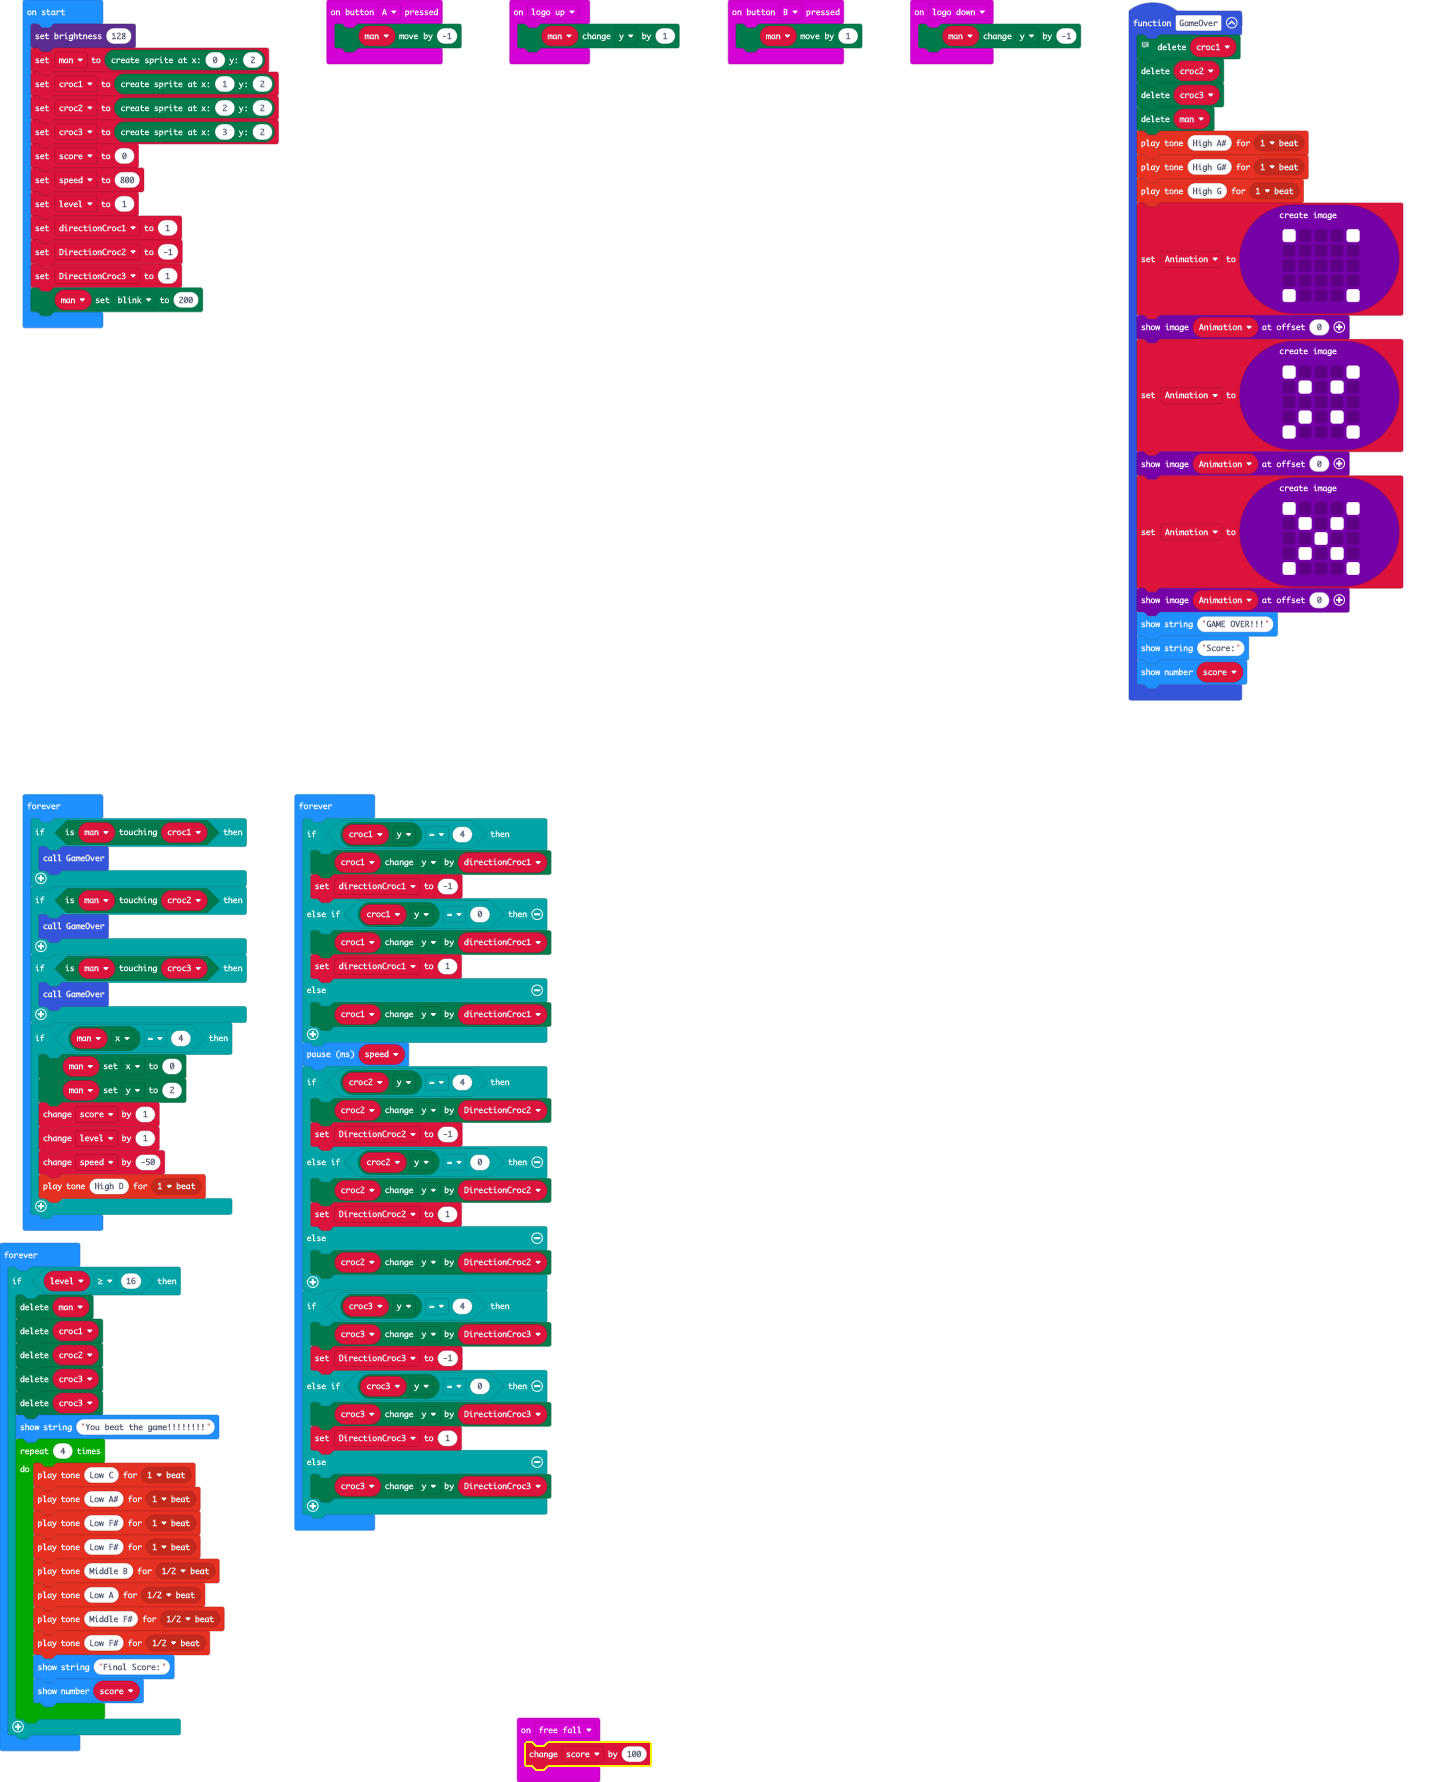 on start
set brightness 128
set man to create sprite at x: 0 y: 2
set croc1 to create sprite at x: 1 y: 2
set croc2 to create sprite at x: 2 y: 2
set croc3 to create sprite at x: 3 y: 2
set score to 0
set speed to 800
set level to 1
set directionCroc1 to 1
set DirectionCroc2 to -1
set DirectionCroc3 to 1
man set blink to 200
on button A pressed
man move by -1
on logo up
man change y by 1
on button B pressed
man move by 1
on logo down
man change y by -1
function GameOver
delete croc1
delete croc2
delete croc3
delete man
play tone High A# for 1 beat
play tone High G# for 1 beat
play tone High G for 1 beat
create image
set Animation to
show image Animation at offset 0
create image
set Animation to
show image Animation at offset 0
create image
set Animation to
show image Animation at offset 0
show string "GAME OVER!!!"
show string "Score:"
show number score
forever
if is man touching croc1 then
call GameOver
if is man touching croc2 then
call GameOver
if is man touching croc3 then
call GameOver
if man x = 4 then
man set x to 0
man set y to 2
change score by 1
change level by 1
change speed by -50
play tone High D for 1 beat
forever
if croc1 y = 4 then
croc1 change y by directionCroc1
set directionCroc1 to -1
else if croc1 y = 0 then
croc1 change y by directionCroc1
set directionCroc1 to 1
else
croc1 change y by directionCroc1
pause (ms) speed
if croc2 y = 4 then
croc2 change y by DirectionCroc2
set DirectionCroc2 to -1
else if croc2 y = 0 then
croc2 change y by DirectionCroc2
set DirectionCroc2 to 1
else
croc2 change y by DirectionCroc2
if croc3 y = 4 then
croc3 change y by DirectionCroc3
set DirectionCroc3 to -1
else if croc3 y = 0 then
croc3 change y by DirectionCroc3
set DirectionCroc3 to 1
else
croc3 change y by DirectionCroc3
forever
if level ≥ 16 then
delete man
delete croc1
delete croc2
delete croc3
delete croc3
show string "You beat the game!!!!!!!!"
repeat 4 times
do
play tone Low C for 1 beat
play tone Low A# for 1 beat
play tone Low F# for 1 beat
play tone Low F# for 1 beat
play tone Middle B for 1/2 beat
play tone Low A for 1/2 beat
play tone Middle F# for 1/2 beat
play tone Low F# for 1/2 beat
show string "Final Score:"
show number score
on free fall
change score by 100